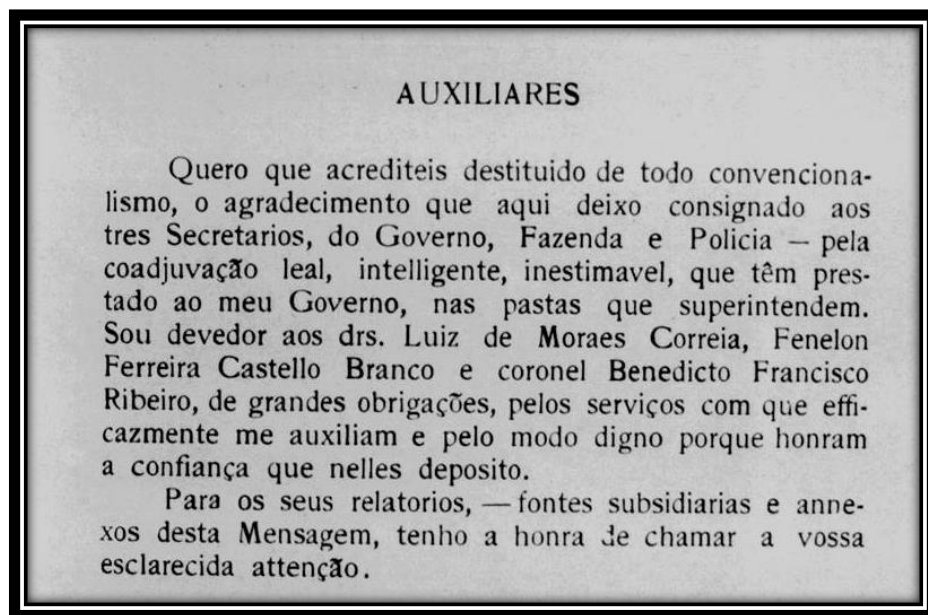 AUXILIARES
Quero que acrediteis destituido de todo conventiona-
lismo, o agradecimento que aqui deixo consignado aos
tres Secretarios, do Governo, Fazenda e Policia — pela
coadjuvação leal, intelligente, inestimavel, que têm pres-
tado ao meu Governo, nas pastas que superintendem.
Sou devedor aos drs. Luiz de Moraes Correia, Fenelon
Ferreira Castello Branco e coronel Benedicto Francisco
Ribeiro, de grandes obrigações, pelos serviços com que effi-
cazmente me auxiliam e pelo modo digno porque honram
a confiança que nelles deposito.
Para os seus relatorios, — fontes subsidiarias e anne-
xos desta Mensagem, tenho a honra de chamar a vossa
esclarecida attenção.